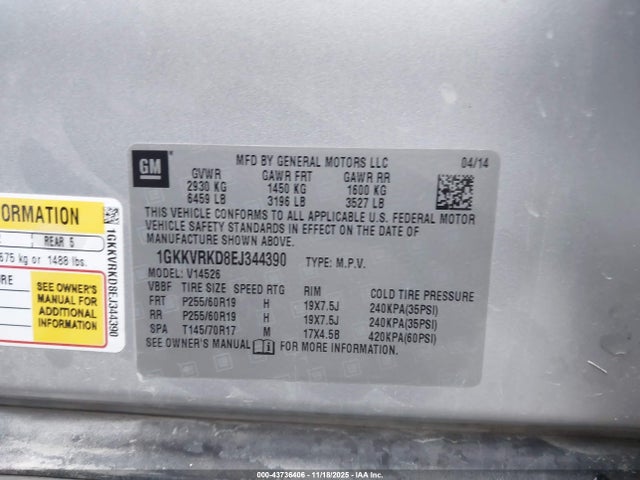 GM
MFD BY GENERAL MOTORS LLC 04/14
GVWR GAWR FRT GAWR RR
2930 KG 1450 KG 1600 KG
6459 LB 3196 LB 3527 LB
THIS VEHICLE CONFORMS TO ALL APPLICABLE U.S. FEDERAL MOTOR
VEHICLE SAFETY STANDARDS IN EFFECT ON THE DATE OF
MANUFACTURE SHOWN ABOVE.
1GKKVRKD8EJ344390 TYPE: M.P.V.
MODEL: V14526
VBBF TIRE SIZE SPEED RTG RIM COLD TIRE PRESSURE
FRT P255/60R19 H 19X7.5J 240KPA(35PSI)
RR P255/60R19 H 19X7.5J 240KPA(35PSI)
SPA T145/70R17 M 17X4.5B 420KPA(60PSI)
SEE OWNER'S MANUAL i FOR MORE INFORMATION.
FORMATION
REAR 5
675 kg or 1488 lbs.
SEE OWNER'S
MANUAL FOR
ADDITIONAL
INFORMATION
1GKKVRKD8EJ344390
000-43736406 - 11/18/2025 - IAA Inc.